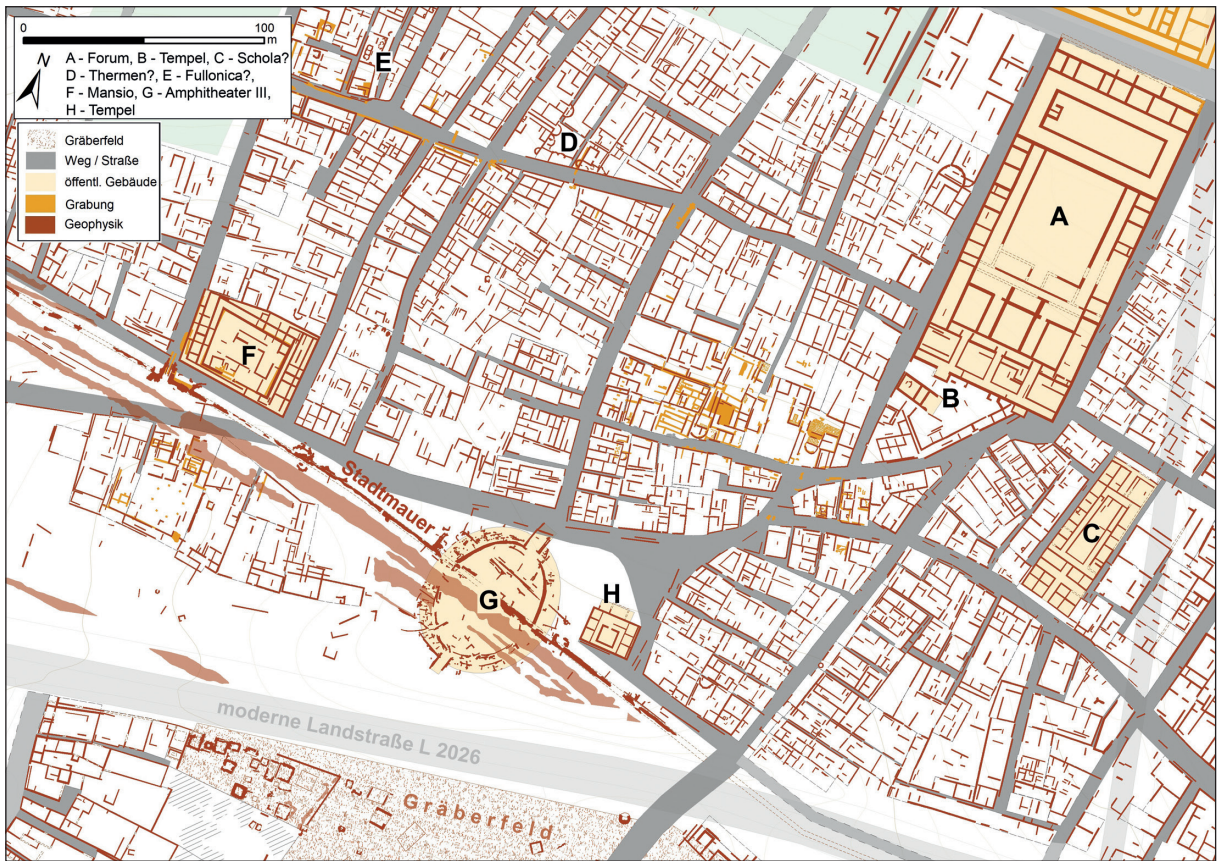 0 100
m
N
A - Forum, B - Tempel, C - Schola?
D - Thermen?, E - Fullonica?,
F - Mansio, G - Amphitheater III,
H - Tempel
Gräberfeld
Weg / Straße
öffentl. Gebäude
Grabung
Geophysik
E
D
A
F
B
Stadtmauer
C
G
H
moderne Landstraße L 2026
Gräberfeld